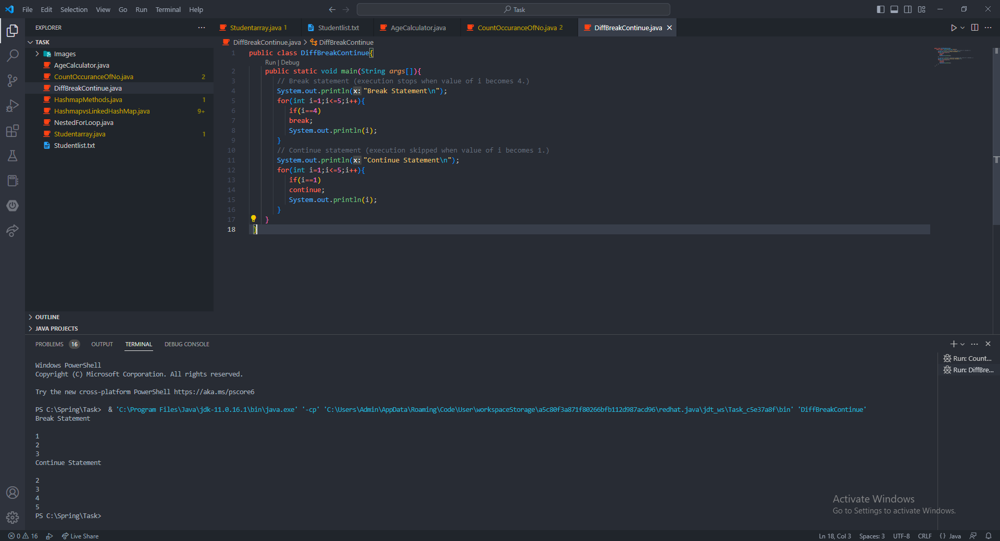 File Edit Selection View Go Run Terminal Help
Task
EXPLORER
TASK
Images
AgeCalculator.java
CountOccuranceOfNo.java 2
DiffBreakContinue.java
HashmapMethods.java 1
HashmapvsLinkedHashMap.java 9+
NestedForLoop.java
Studentarray.java 1
Studentlist.txt
OUTLINE
JAVA PROJECTS
Studentarray.java 1 Studentlist.txt AgeCalculator.java CountOccuranceOfNo.java 2 DiffBreakContinue.java
DiffBreakContinue.java > DiffBreakContinue
1 public class DiffBreakContinue{
Run | Debug
2 public static void main(String args[]){
3 // Break statement (execution stops when value of i becomes 4.)
4 System.out.println(x: "Break Statement\n");
5 for(int i=1;i<=5;i++){
6 if(i==4)
7 break;
8 System.out.println(i);
9 }
10 // Continue statement (execution skipped when value of i becomes 1.)
11 System.out.println(x: "Continue Statement\n");
12 for(int i=1;i<=5;i++){
13 if(i==1)
14 continue;
15 System.out.println(i);
16 }
17 }
18 }
PROBLEMS 16 OUTPUT TERMINAL DEBUG CONSOLE
Windows PowerShell
Copyright (C) Microsoft Corporation. All rights reserved.
Try the new cross-platform PowerShell https://aka.ms/pscore6
PS C:\Spring\Task> & 'C:\Program Files\Java\jdk-11.0.16.1\bin\java.exe' '-cp' 'C:\Users\Admin\AppData\Roaming\Code\User\workspaceStorage\a5c80f3a871f80266bfb112d987acd96\redhat.java\jdt_ws\Task_c5e37a8f\bin' 'DiffBreakContinue'
Break Statement
1
2
3
Continue Statement
2
3
4
5
PS C:\Spring\Task>
Run: Count...
Run: DiffBre...
Activate Windows
Go to Settings to activate Windows.
0 16 Live Share
Ln 18, Col 3 Spaces: 3 UTF-8 CRLF {} Java